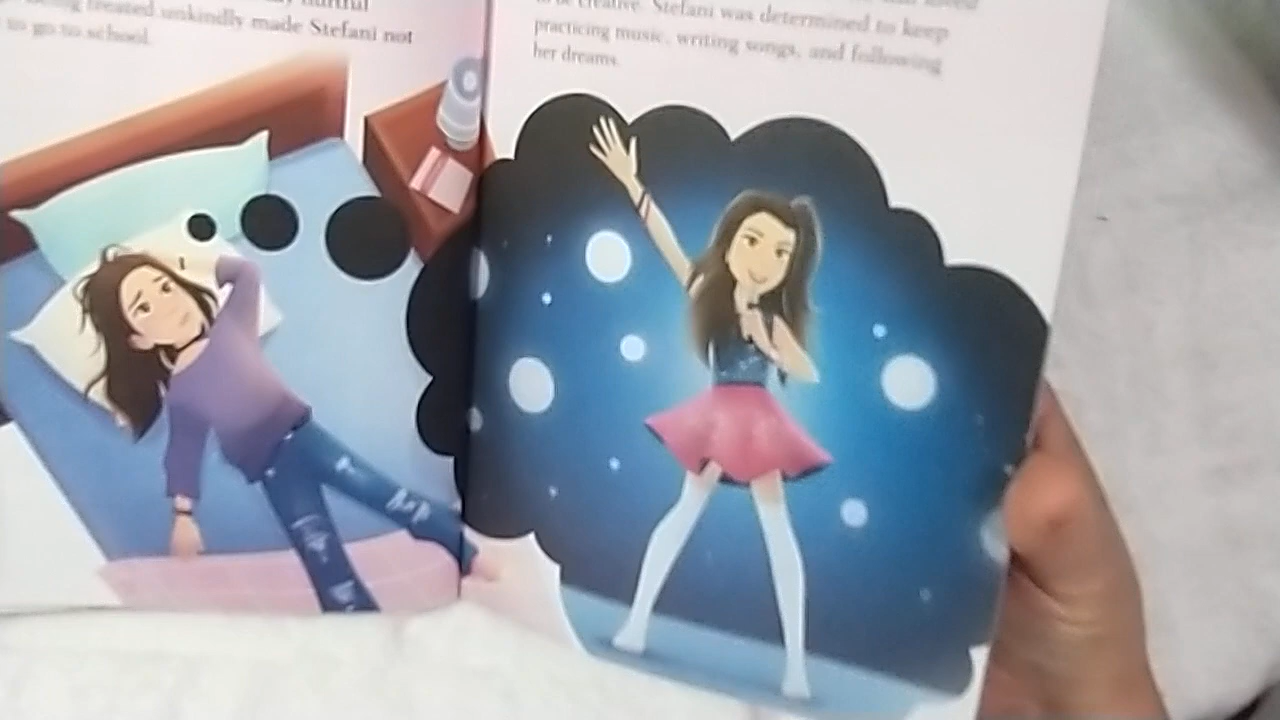 being treated unkindly made Stefani not
to go to school.
to be creative. Stefani was determined to keep
practicing music, writing songs, and following
her dreams.